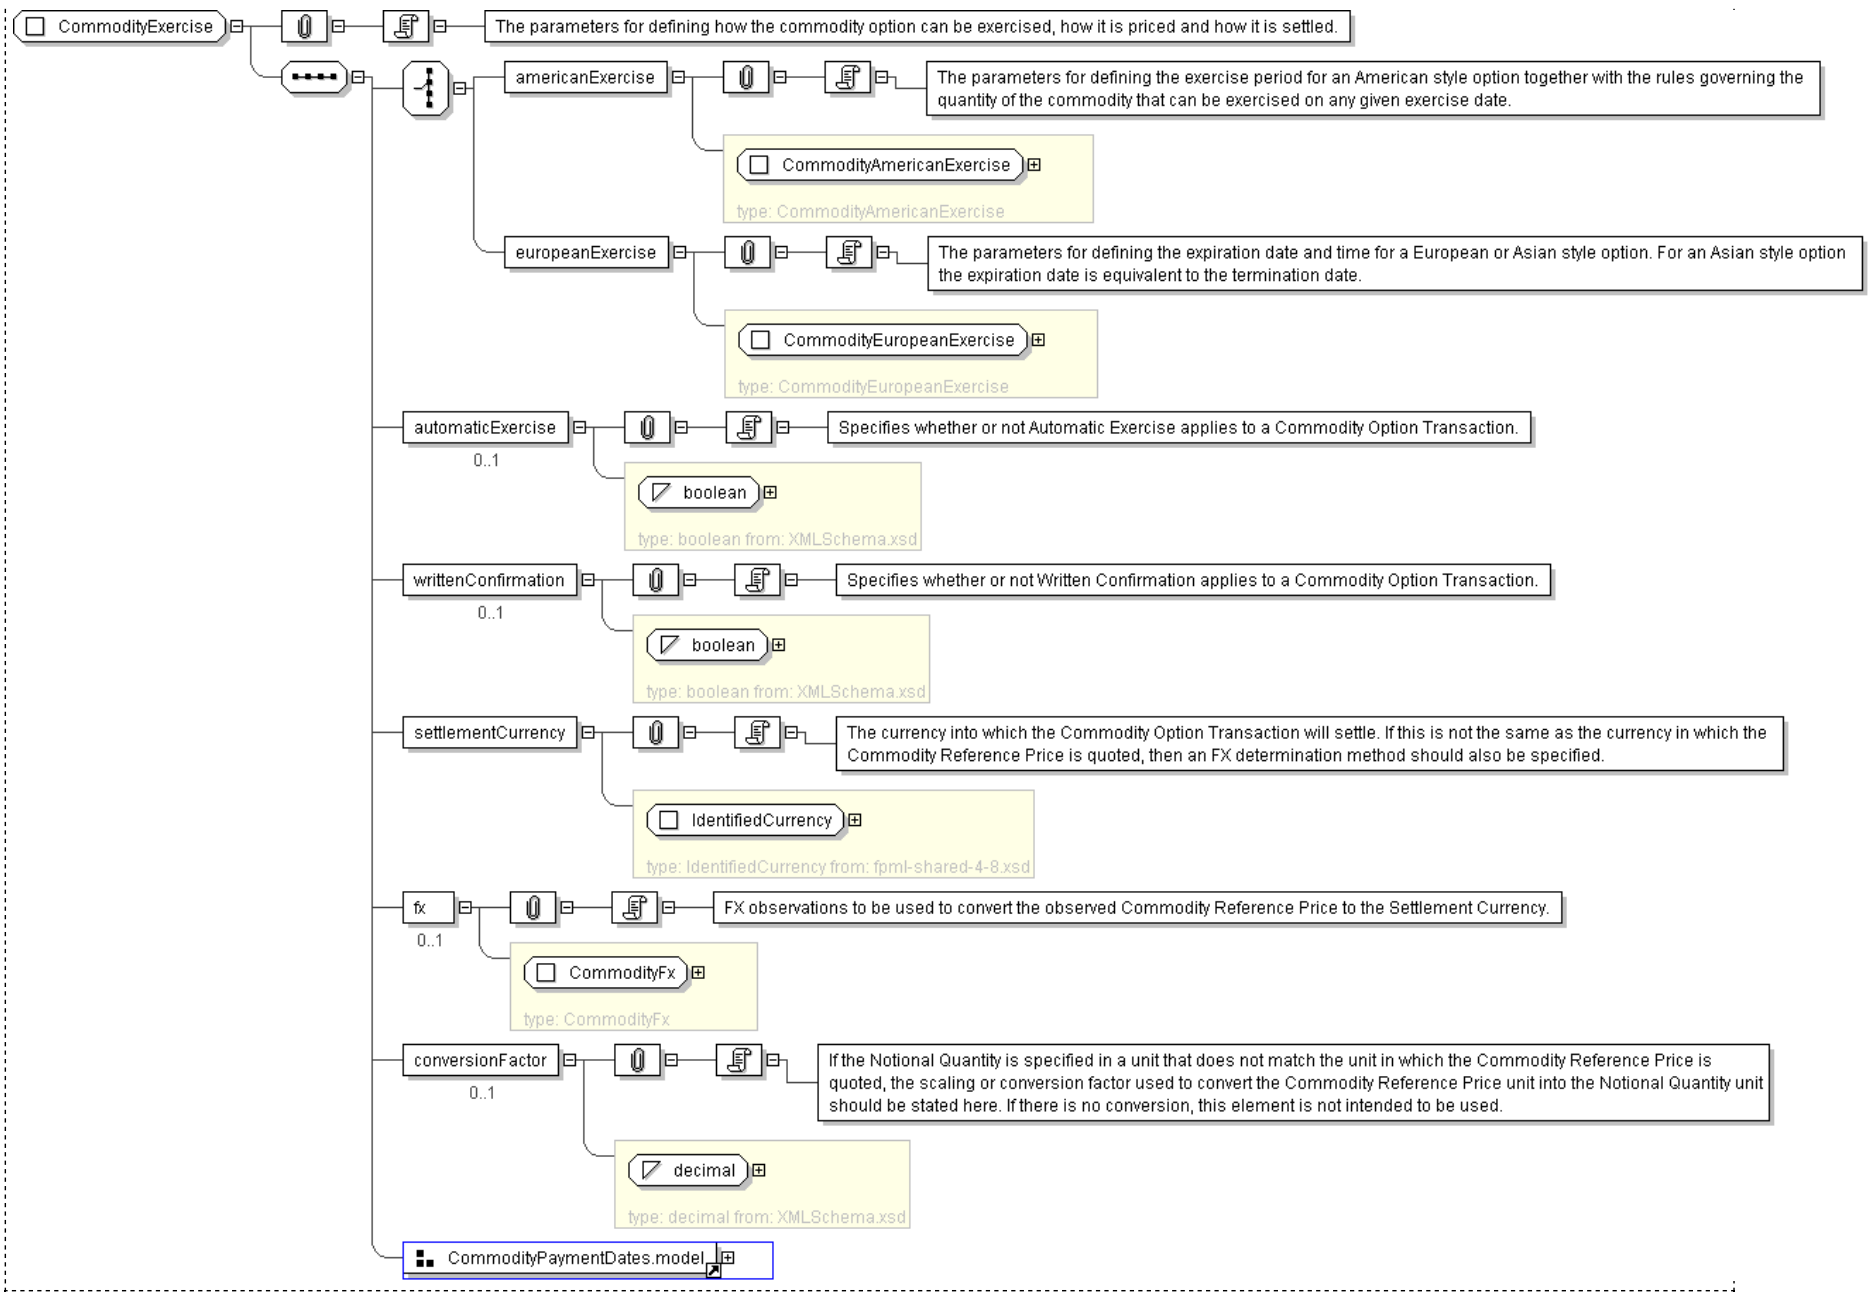 CommodityExercise
The parameters for defining how the commodity option can be exercised, how it is priced and how it is settled.
americanExercise
The parameters for defining the exercise period for an American style option together with the rules governing the
quantity of the commodity that can be exercised on any given exercise date.
CommodityAmericanExercise
type: CommodityAmericanExercise
europeanExercise
The parameters for defining the expiration date and time for a European or Asian style option. For an Asian style option
the expiration date is equivalent to the termination date.
CommodityEuropeanExercise
type: CommodityEuropeanExercise
automaticExercise
Specifies whether or not Automatic Exercise applies to a Commodity Option Transaction.
0..1
boolean
type: boolean from: XMLSchema.xsd
writtenConfirmation
Specifies whether or not Written Confirmation applies to a Commodity Option Transaction.
0..1
boolean
type: boolean from: XMLSchema.xsd
settlementCurrency
The currency into which the Commodity Option Transaction will settle. If this is not the same as the currency in which the
Commodity Reference Price is quoted, then an FX determination method should also be specified.
IdentifiedCurrency
type: IdentifiedCurrency from: fpml-shared-4-8.xsd
fx
FX observations to be used to convert the observed Commodity Reference Price to the Settlement Currency.
0..1
CommodityFx
type: CommodityFx
conversionFactor
If the Notional Quantity is specified in a unit that does not match the unit in which the Commodity Reference Price is
quoted, the scaling or conversion factor used to convert the Commodity Reference Price unit into the Notional Quantity unit
should be stated here. If there is no conversion, this element is not intended to be used.
0..1
decimal
type: decimal from: XMLSchema.xsd
CommodityPaymentDates.model